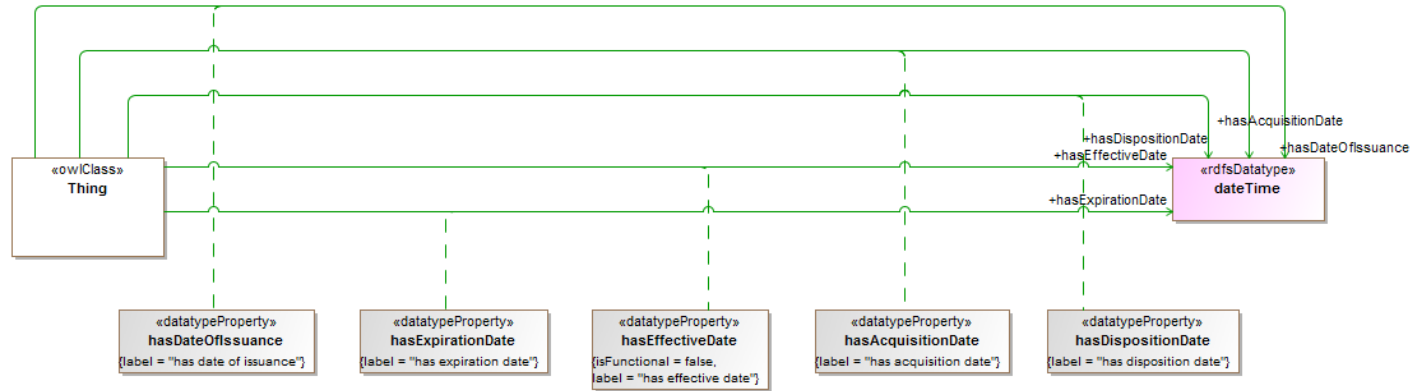 +hasAcquisitionDate
+hasDispositionDate
+hasDateOfIssuance
+hasEffectiveDate
«owlClass»
Thing
«rdfsDatatype»
dateTime
+hasExpirationDate
«datatypeProperty»
hasDateOfIssuance
{label = "has date of issuance"}
«datatypeProperty»
hasExpirationDate
{label = "has expiration date"}
«datatypeProperty»
hasEffectiveDate
{isFunctional = false,
label = "has effective date"}
«datatypeProperty»
hasAcquisitionDate
{label = "has acquisition date"}
«datatypeProperty»
hasDispositionDate
{label = "has disposition date"}